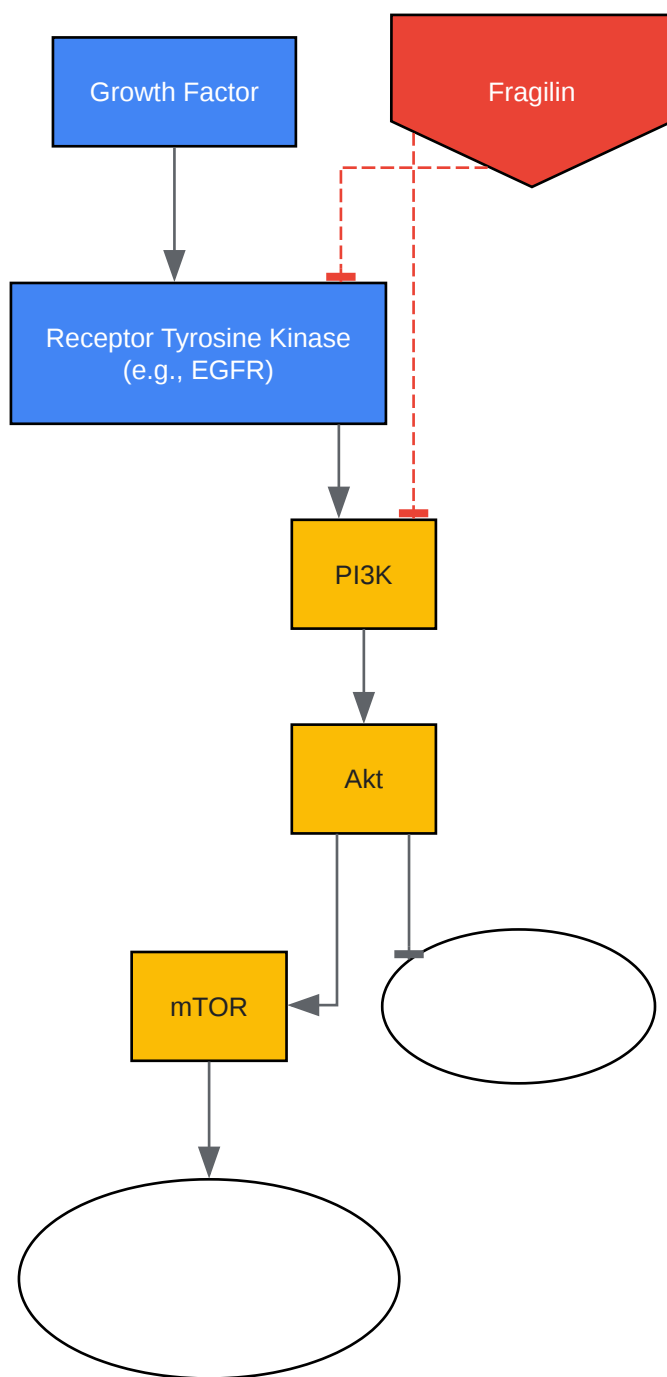 Growth Factor
Fragilin
Receptor Tyrosine Kinase
(e.g., EGFR)
PI3K
Akt
mTOR